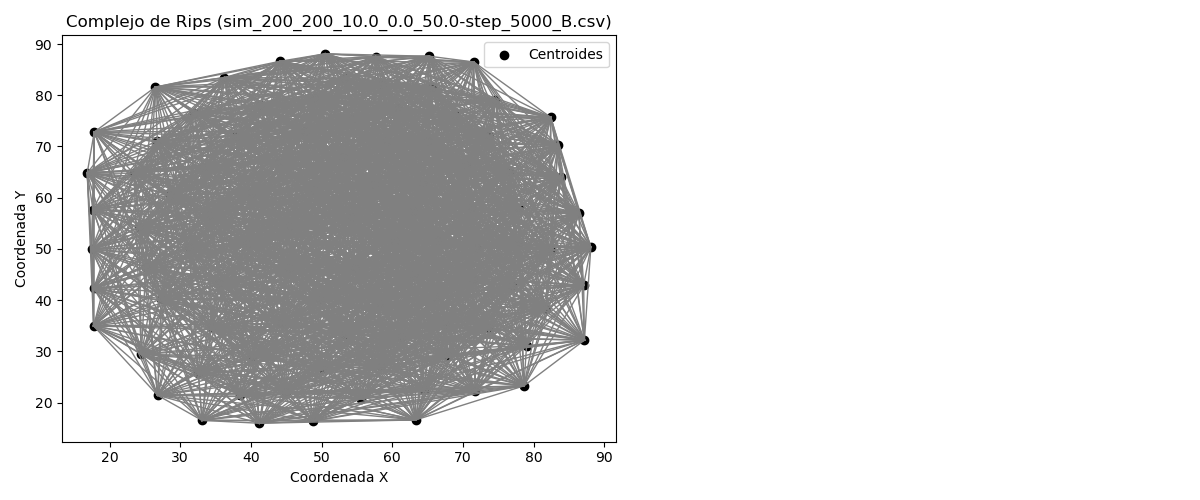 Complejo de Rips (sim_200_200_10.0_0.0_50.0-step_5000_B.csv)
Centroides
Coordenada Y
90
80
70
60
50
40
30
20
20 30 40 50 60 70 80 90
Coordenada X